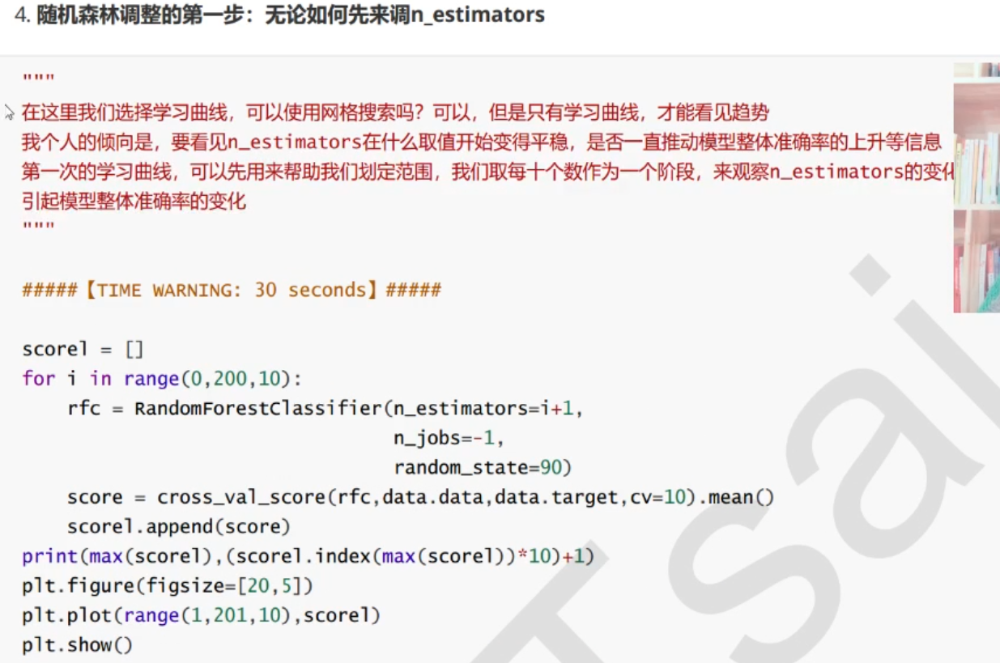 4. 随机森林调整的第一步：无论如何先来调n_estimators
"""
在这里我们选择学习曲线，可以使用网格搜索吗？可以，但是只有学习曲线，才能看见趋势
我个人的倾向是，要看见n_estimators在什么取值开始变得平稳，是否一直推动模型整体准确率的上升等信息
第一次的学习曲线，可以先用来帮助我们划定范围，我们取每十个数作为一个阶段，来观察n_estimators的变化
引起模型整体准确率的变化
"""
#####【TIME WARNING: 30 seconds】#####
scorel = []
for i in range(0,200,10):
    rfc = RandomForestClassifier(n_estimators=i+1,
                                 n_jobs=-1,
                                 random_state=90)
    score = cross_val_score(rfc,data.data,data.target,cv=10).mean()
    scorel.append(score)
print(max(scorel),(scorel.index(max(scorel))*10)+1)
plt.figure(figsize=[20,5])
plt.plot(range(1,201,10),scorel)
plt.show()
Tsai